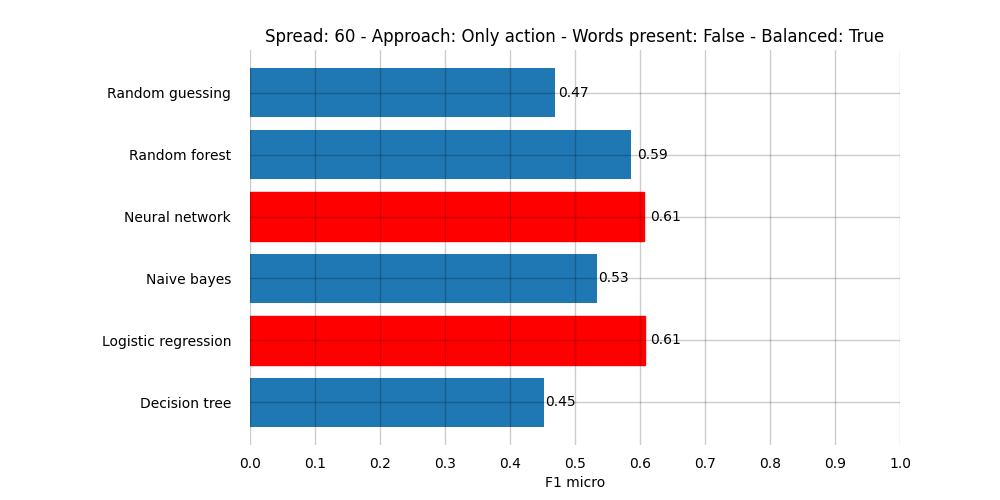 Spread: 60 - Approach: Only action - Words present: False - Balanced: True
Random guessing 0.47
Random forest 0.59
Neural network 0.61
Naive bayes 0.53
Logistic regression 0.61
Decision tree 0.45
0.0 0.1 0.2 0.3 0.4 0.5 0.6 0.7 0.8 0.9 1.0
F1 micro